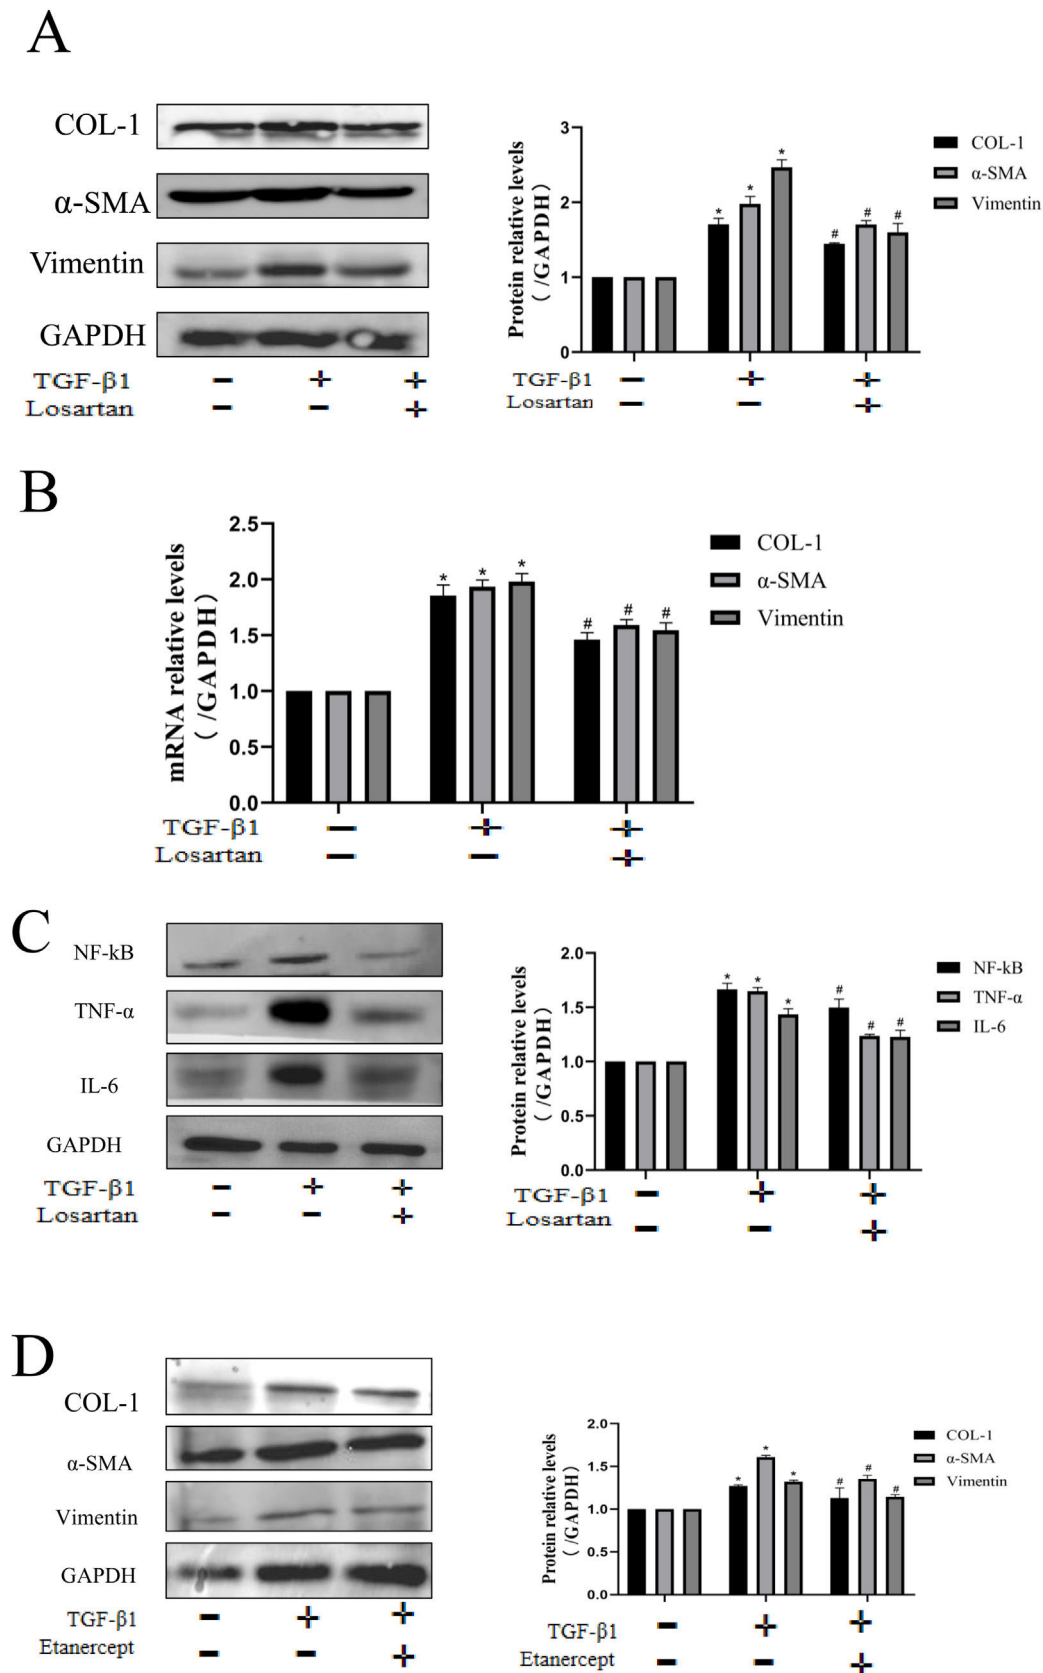 A
COL-1
α-SMA
Vimentin
GAPDH
TGF-β1 − + +
Losartan − − +
Protein relative levels
( /GAPDH)
3
2
1
0
* * *
# # #
COL-1
α-SMA
Vimentin
TGF-β1 − + +
Losartan − − +
B
mRNA relative levels
( /GAPDH)
2.5
2.0
1.5
1.0
0.5
0.0
* * *
# # #
COL-1
α-SMA
Vimentin
TGF-β1 − + +
Losartan − − +
C
NF-kB
TNF-α
IL-6
GAPDH
TGF-β1 − + +
Losartan − − +
Protein relative levels
( /GAPDH)
2.0
1.5
1.0
0.5
0.0
* * *
# # #
NF-kB
TNF-α
IL-6
TGF-β1 − + +
Losartan − − +
D
COL-1
α-SMA
Vimentin
GAPDH
TGF-β1 − + +
Etanercept − − +
Protein relative levels
( /GAPDH)
2.0
1.5
1.0
0.5
0.0
* * *
# # #
COL-1
α-SMA
Vimentin
TGF-β1 − + +
Etanercept − − +